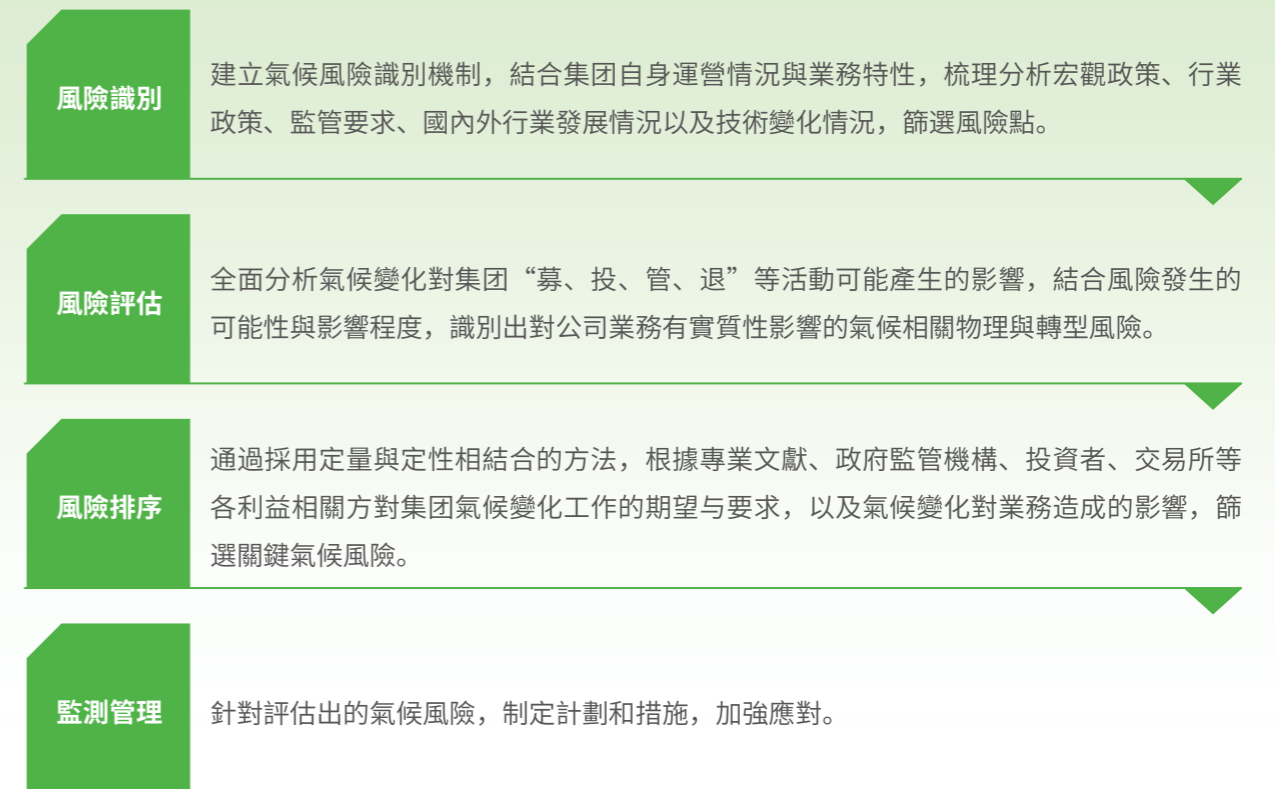 風險識別
建立氣候風險識別機制，結合集团自身運營情況與業務特性，梳理分析宏觀政策、行業
政策、監管要求、國內外行業發展情況以及技術變化情況，篩選風險點。
風險評估
全面分析氣候變化對集团“募、投、管、退”等活動可能產生的影響，結合風險發生的
可能性與影響程度，識別出對公司業務有實質性影響的氣候相關物理與轉型風險。
風險排序
通過採用定量與定性相結合的方法，根據專業文獻、政府監管機構、投資者、交易所等
各利益相關方對集团氣候變化工作的期望与要求，以及氣候變化對業務造成的影響，篩
選關鍵氣候風險。
監測管理
針對評估出的氣候風險，制定計劃和措施，加強應對。